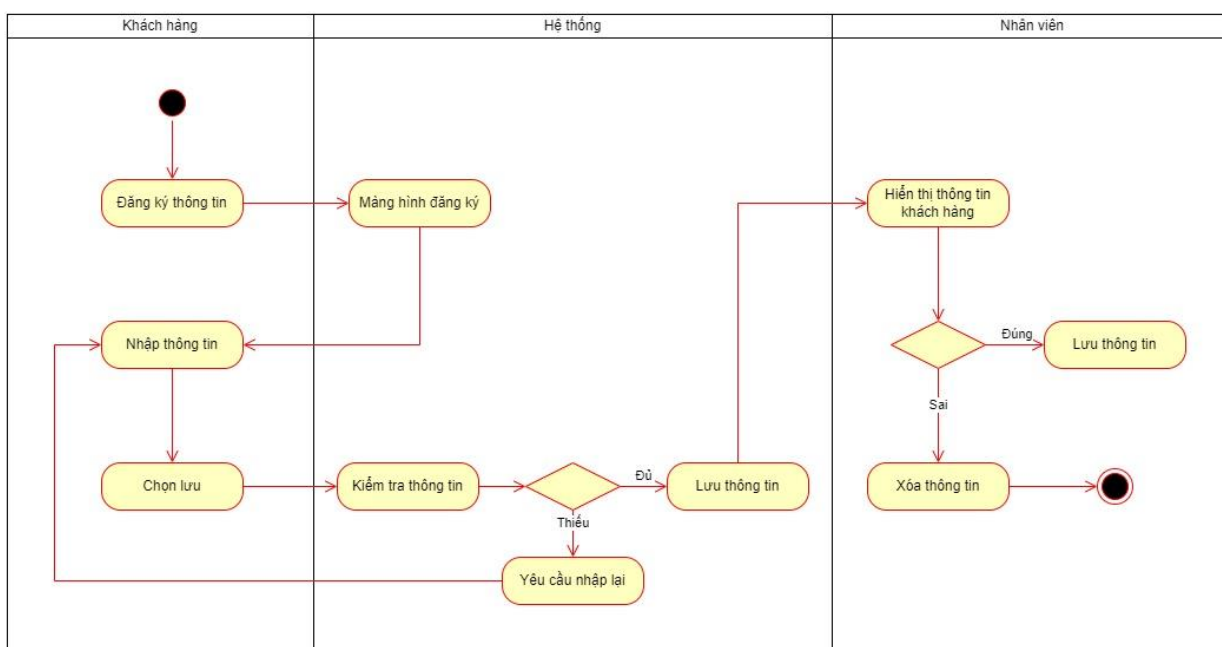 Khách hàng
Hệ thống
Nhân viên
Đăng ký thông tin
Màng hình đăng ký
Hiển thị thông tin
khách hàng
Nhập thông tin
Đúng
Lưu thông tin
Sai
Chọn lưu
Kiểm tra thông tin
Đủ
Lưu thông tin
Xóa thông tin
Thiếu
Yêu cầu nhập lại